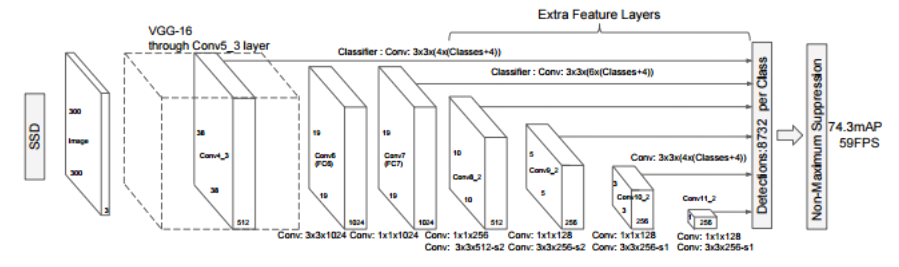 Extra Feature Layers
VGG-16
through Conv5_3 layer
Classifier : Conv: 3x3x(4x(Classes+4))
Classifier : Conv: 3x3x(6x(Classes+4))
SSD
300
Image
300
3
38
Conv4_3
38
512
19
Conv6
(FC6)
19
1024
19
Conv7
(FC7)
19
1024
10
Conv8_2
10
512
5
Conv9_2
5
256
Conv: 3x3x(4x(Classes+4))
3
Conv10_2
3
256
Conv11_2
1
256
Detections:8732 per Class
Non-Maximum Suppression
74.3mAP
59FPS
Conv: 3x3x1024
Conv: 1x1x1024
Conv: 1x1x256
Conv: 3x3x512-s2
Conv: 1x1x128
Conv: 3x3x256-s2
Conv: 1x1x128
Conv: 3x3x256-s1
Conv: 1x1x128
Conv: 3x3x256-s1